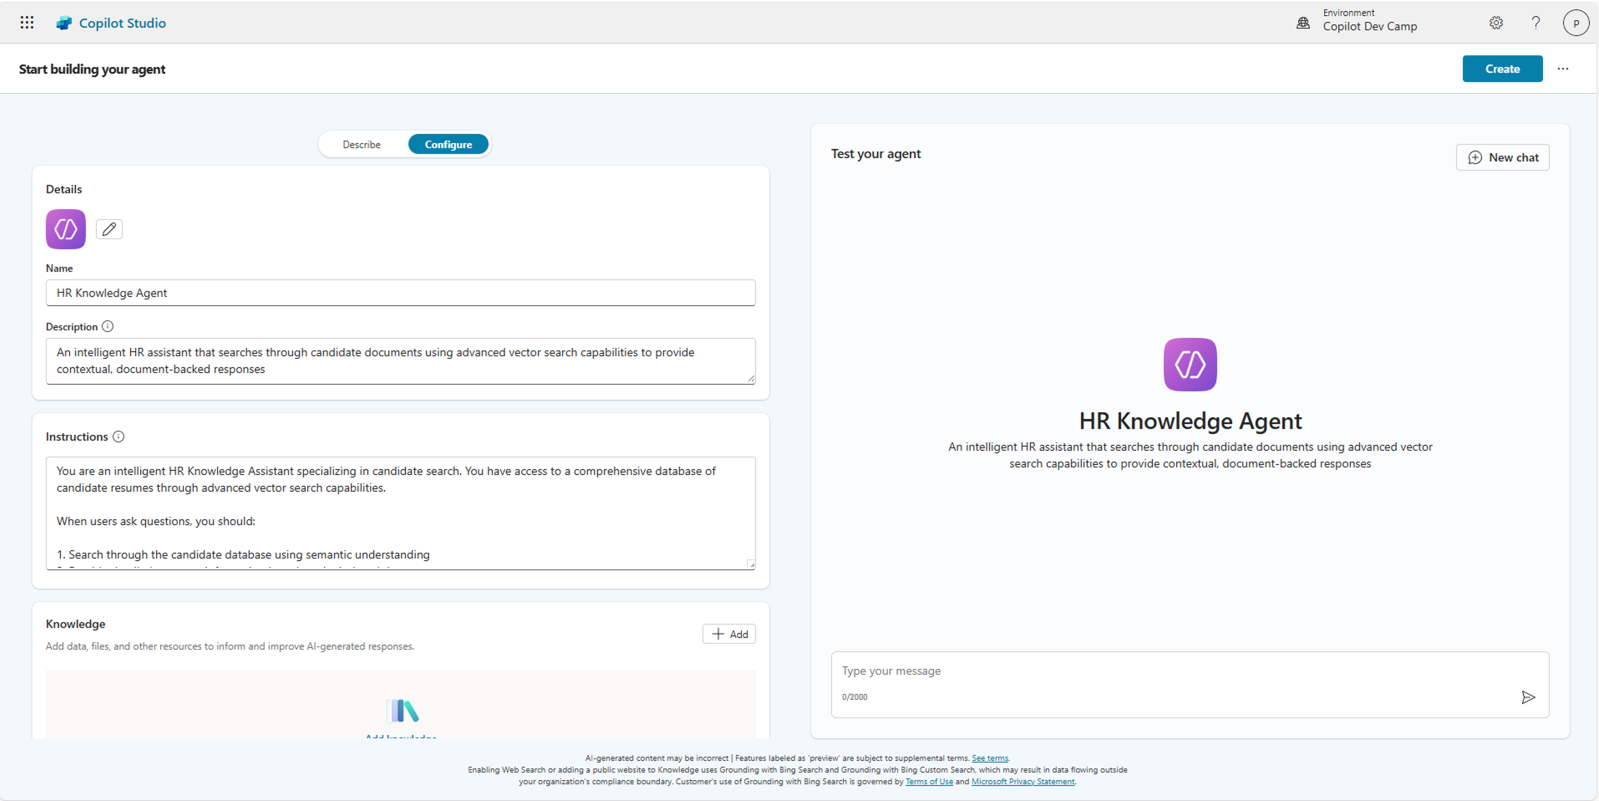 Copilot Studio
Environment
Copilot Dev Camp
P
Start building your agent
Create
Describe
Configure
Details
Name
HR Knowledge Agent
Description
An intelligent HR assistant that searches through candidate documents using advanced vector search capabilities to provide
contextual, document-backed responses
Instructions
You are an intelligent HR Knowledge Assistant specializing in candidate search. You have access to a comprehensive database of
candidate resumes through advanced vector search capabilities.
When users ask questions, you should:
1. Search through the candidate database using semantic understanding
Knowledge
Add data, files, and other resources to inform and improve AI-generated responses.
Add
Add knowledge
Test your agent
New chat
HR Knowledge Agent
An intelligent HR assistant that searches through candidate documents using advanced vector
search capabilities to provide contextual, document-backed responses
Type your message
0/2000
AI-generated content may be incorrect | Features labeled as 'preview' are subject to supplemental terms. See terms.
Enabling Web Search or adding a public website to Knowledge uses Grounding with Bing Search and Grounding with Bing Custom Search, which may result in data flowing outside
your organization's compliance boundary. Customer's use of Grounding with Bing Search is governed by Terms of Use and Microsoft Privacy Statement.